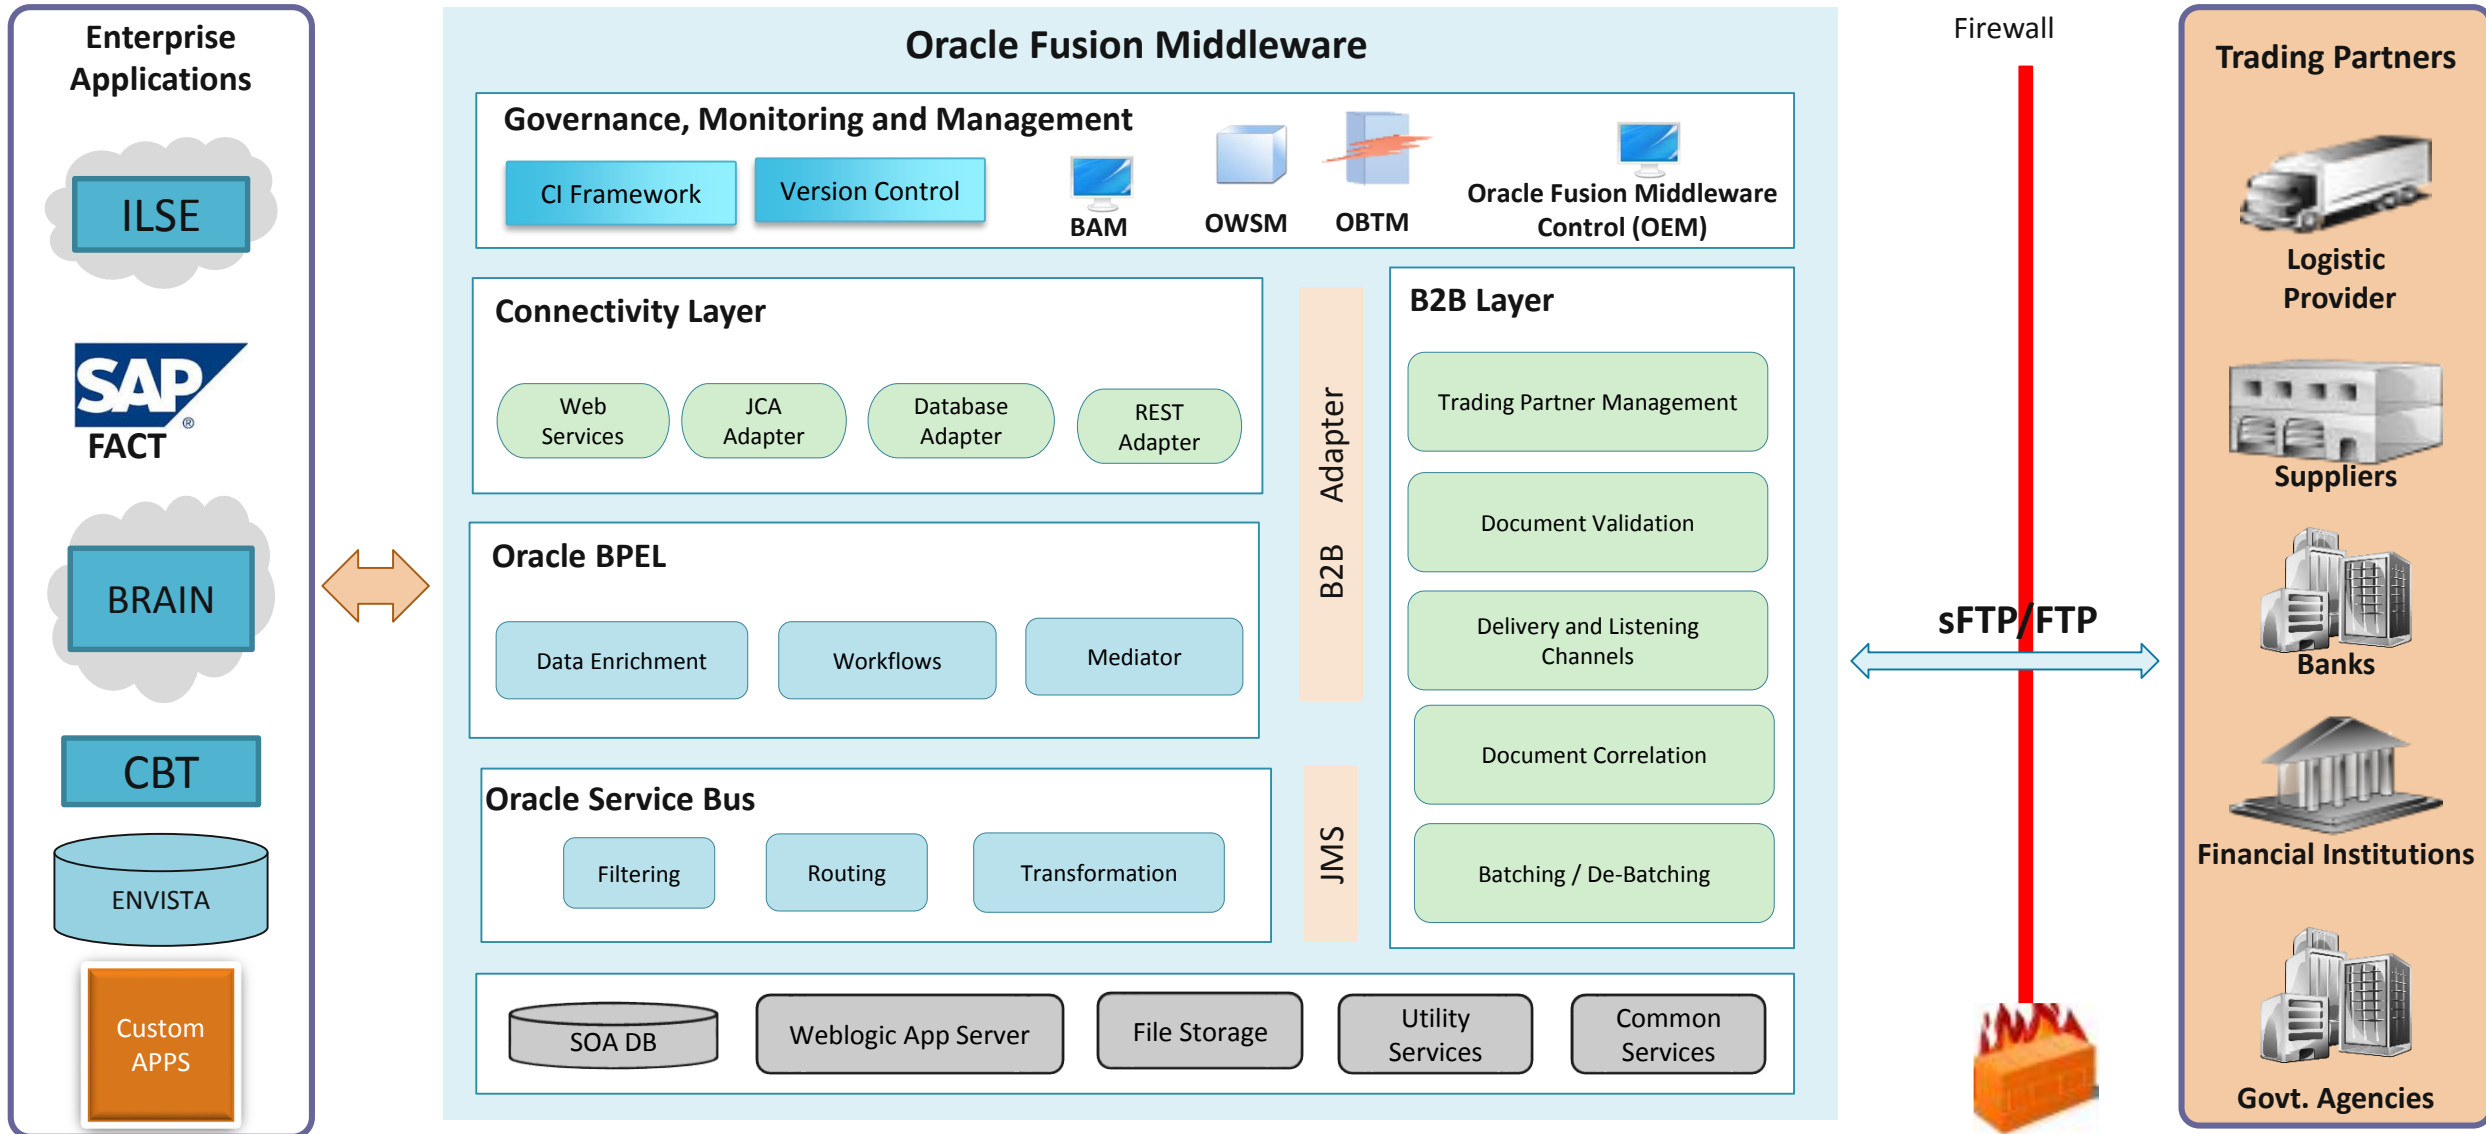 Enterprise
Applications
ILSE
SAP
®
FACT
BRAIN
CBT
ENVISTA
Custom
APPS
Oracle Fusion Middleware
Governance, Monitoring and Management
CI Framework
Version Control
BAM
OWSM
OBTM
Oracle Fusion Middleware
Control (OEM)
Connectivity Layer
Web
Services
JCA
Adapter
Database
Adapter
REST
Adapter
Oracle BPEL
Data Enrichment
Workflows
Mediator
Oracle Service Bus
Filtering
Routing
Transformation
B2B Adapter
JMS
B2B Layer
Trading Partner Management
Document Validation
Delivery and Listening
Channels
Document Correlation
Batching / De-Batching
SOA DB
Weblogic App Server
File Storage
Utility
Services
Common
Services
Firewall
sFTP/FTP
Trading Partners
Logistic
Provider
Suppliers
Banks
Financial Institutions
Govt. Agencies